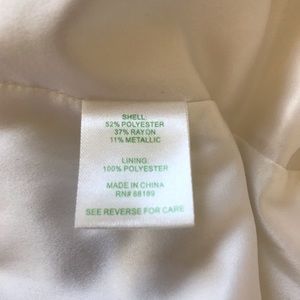 SHELL:
52% POLYESTER
37% RAYON
11% METALLIC
LINING:
100% POLYESTER
MADE IN CHINA
RN# 88189
SEE REVERSE FOR CARE